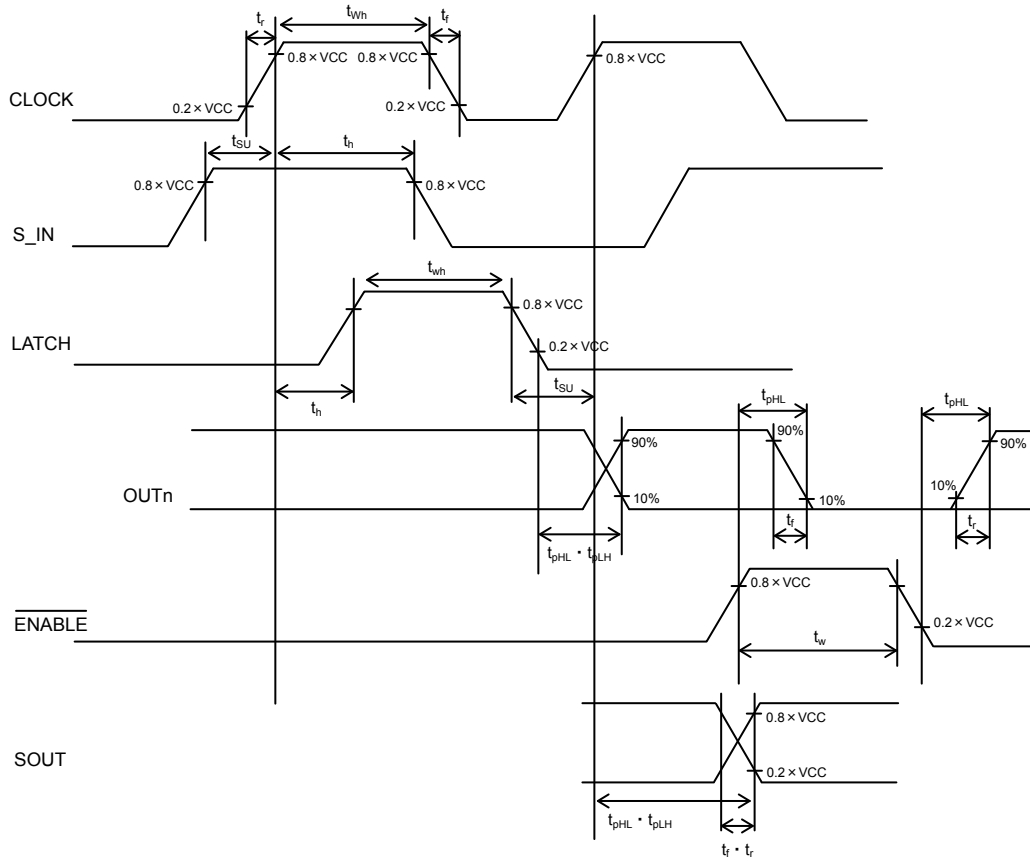 tr
tWh
tf
0.8×VCC
0.8×VCC
0.8×VCC
CLOCK
0.2×VCC
0.2×VCC
tSU
th
0.8×VCC
0.8×VCC
S_IN
twh
0.8×VCC
LATCH
0.2×VCC
tSU
th
tpHL
tpHL
90%
90%
90%
OUTn
10%
10%
10%
tf
tr
tpHL・tpLH
0.8×VCC
ENABLE
0.2×VCC
tw
0.8×VCC
SOUT
0.2×VCC
tpHL・tpLH
tf・tr